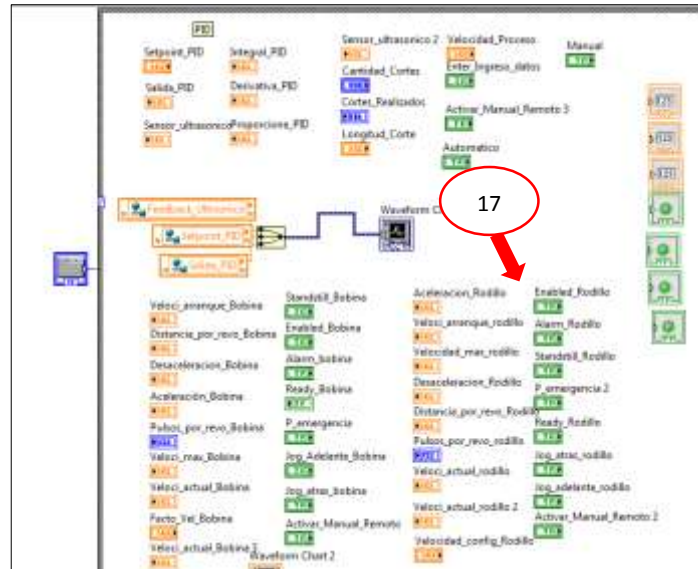 PID
Setpoint_PID
Integral_PID
Sensor_ultrasonico 2
Velocidad_Proceso
Manual
Salida_PID
Derivativa_PID
Cantidad_Cortes
Enter_Ingreso_datos
Sensor_ultrasonico
Proporcione_PID
Cortes_Realizados
Activar_Manual_Remoto 3
Longitud_Corte
Automatico
17
Feedback_Ultrasonico
Setpoint_PID
Salida_PID
Waveform C
Veloci_arranque_Bobina
Distancia_por_revo_Bobina
Desaceleracion_Bobina
Aceleración_Bobina
Pulsos_por_revo_Bobina
Veloci_max_Bobina
Veloci_actual_Bobina
Facto_Vel_Bobina
Veloci_actual_Bobina 2
Standstill_Bobina
Enabled_Bobina
Alarm_bobina
Ready_Bobina
P_emergencia
Jog_Adelante_Bobina
Jog_atras_bobina
Activar_Manual_Remoto
Waveform Chart 2
Aceleracion_Rodillo
Veloci_arranque_rodillo
Velocidad_max_rodillo
Desaceleracion_Rodillo
Distancia_por_revo_Rodillo
Pulsos_por_revo_rodillo
Veloci_actual_rodillo
Veloci_actual_rodillo 2
Velocidad_config_Rodillo
Enabled_Rodillo
Alarm_Rodillo
Standstill_Rodillo
P_emergencia 2
Ready_Rodillo
Jog_atras_rodillo
Jog_adelante_rodillo
Activar_Manual_Remoto 2